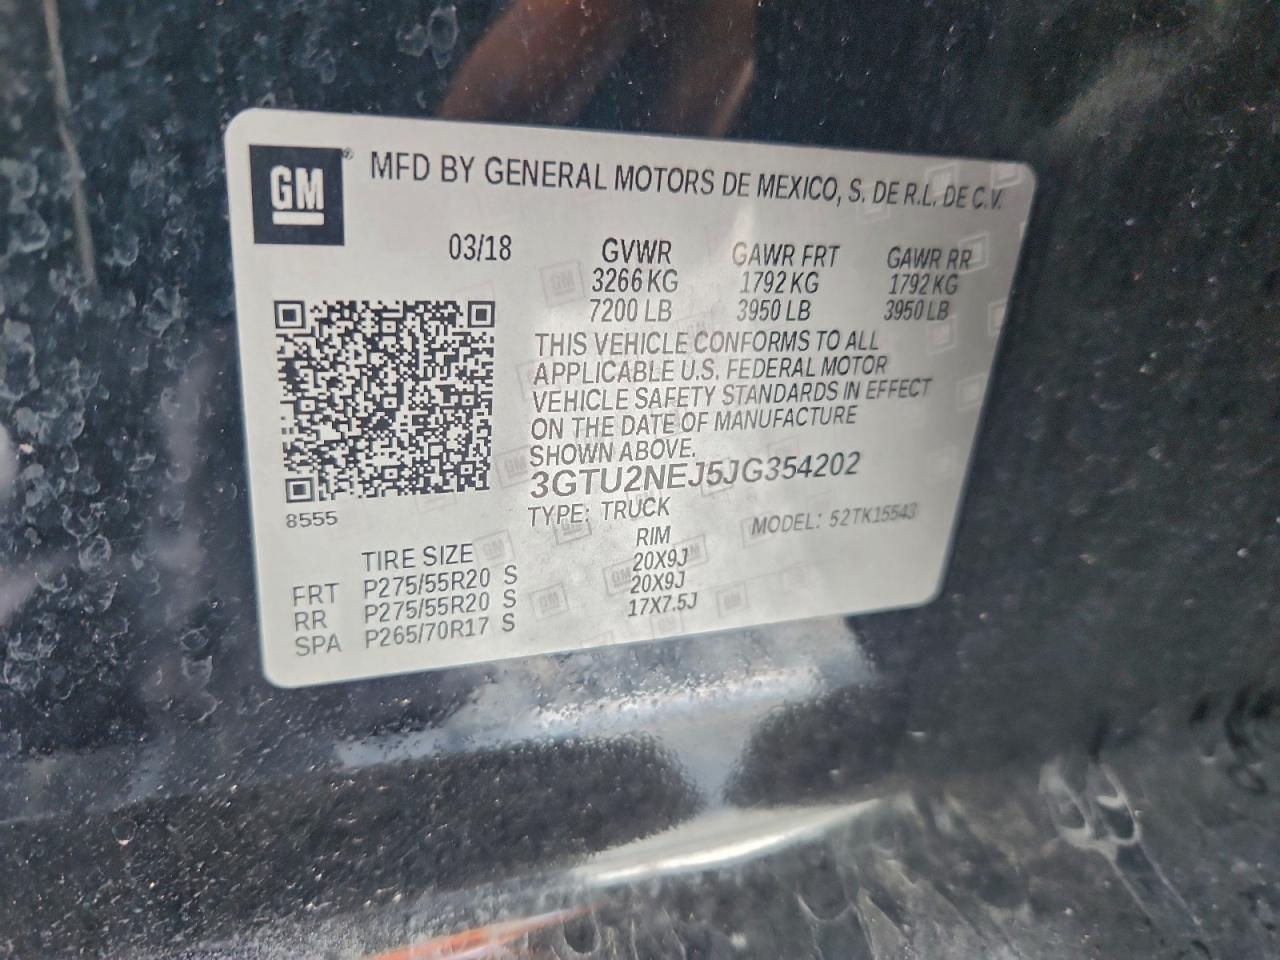 GM® MFD BY GENERAL MOTORS DE MEXICO, S. DE R.L. DE C.V.
03/18 GVWR GAWR FRT GAWR RR
3266 KG 1792 KG 1792 KG
7200 LB 3950 LB 3950 LB
THIS VEHICLE CONFORMS TO ALL
APPLICABLE U.S. FEDERAL MOTOR
VEHICLE SAFETY STANDARDS IN EFFECT
ON THE DATE OF MANUFACTURE
SHOWN ABOVE.
3GTU2NEJ5JG354202
8555 TYPE: TRUCK MODEL: 52TK15543
TIRE SIZE RIM
FRT P275/55R20 S 20X9J
RR P275/55R20 S 20X9J
SPA P265/70R17 S 17X7.5J